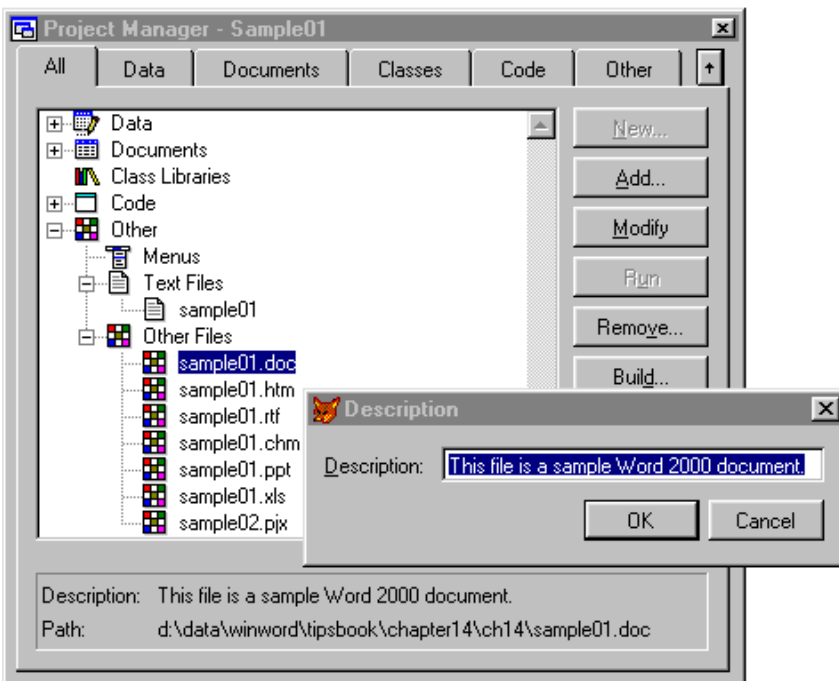 Project Manager - Sample01
All Data Documents Classes Code Other
Data
Documents
Class Libraries
Code
Other
Menus
Text Files
sample01
Other Files
sample01.doc
sample01.htm
sample01.rtf
sample01.chm
sample01.ppt
sample01.xls
sample02.pjx
New...
Add...
Modify
Run
Remove...
Build...
Description
Description: This file is a sample Word 2000 document.
OK Cancel
Description: This file is a sample Word 2000 document.
Path: d:\data\winword\tipsbook\chapter14\ch14\sample01.doc